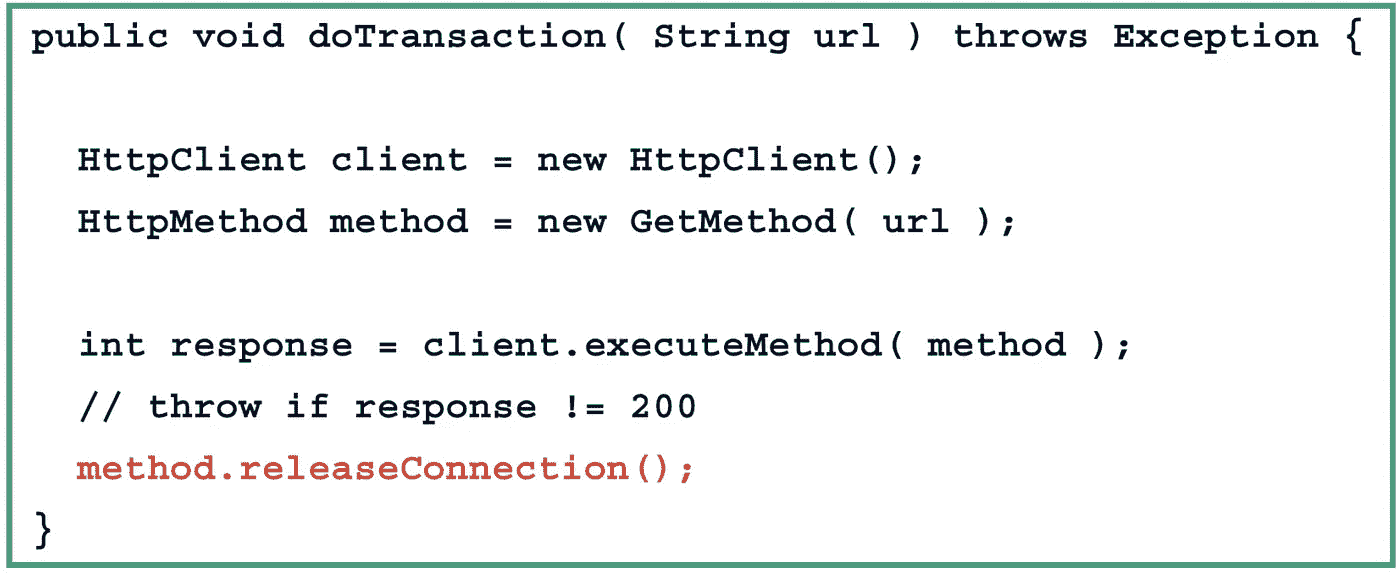 public void doTransaction( String url ) throws Exception {
HttpClient client = new HttpClient();
HttpMethod method = new GetMethod( url );
int response = client.executeMethod( method );
// throw if response != 200
method.releaseConnection();
}